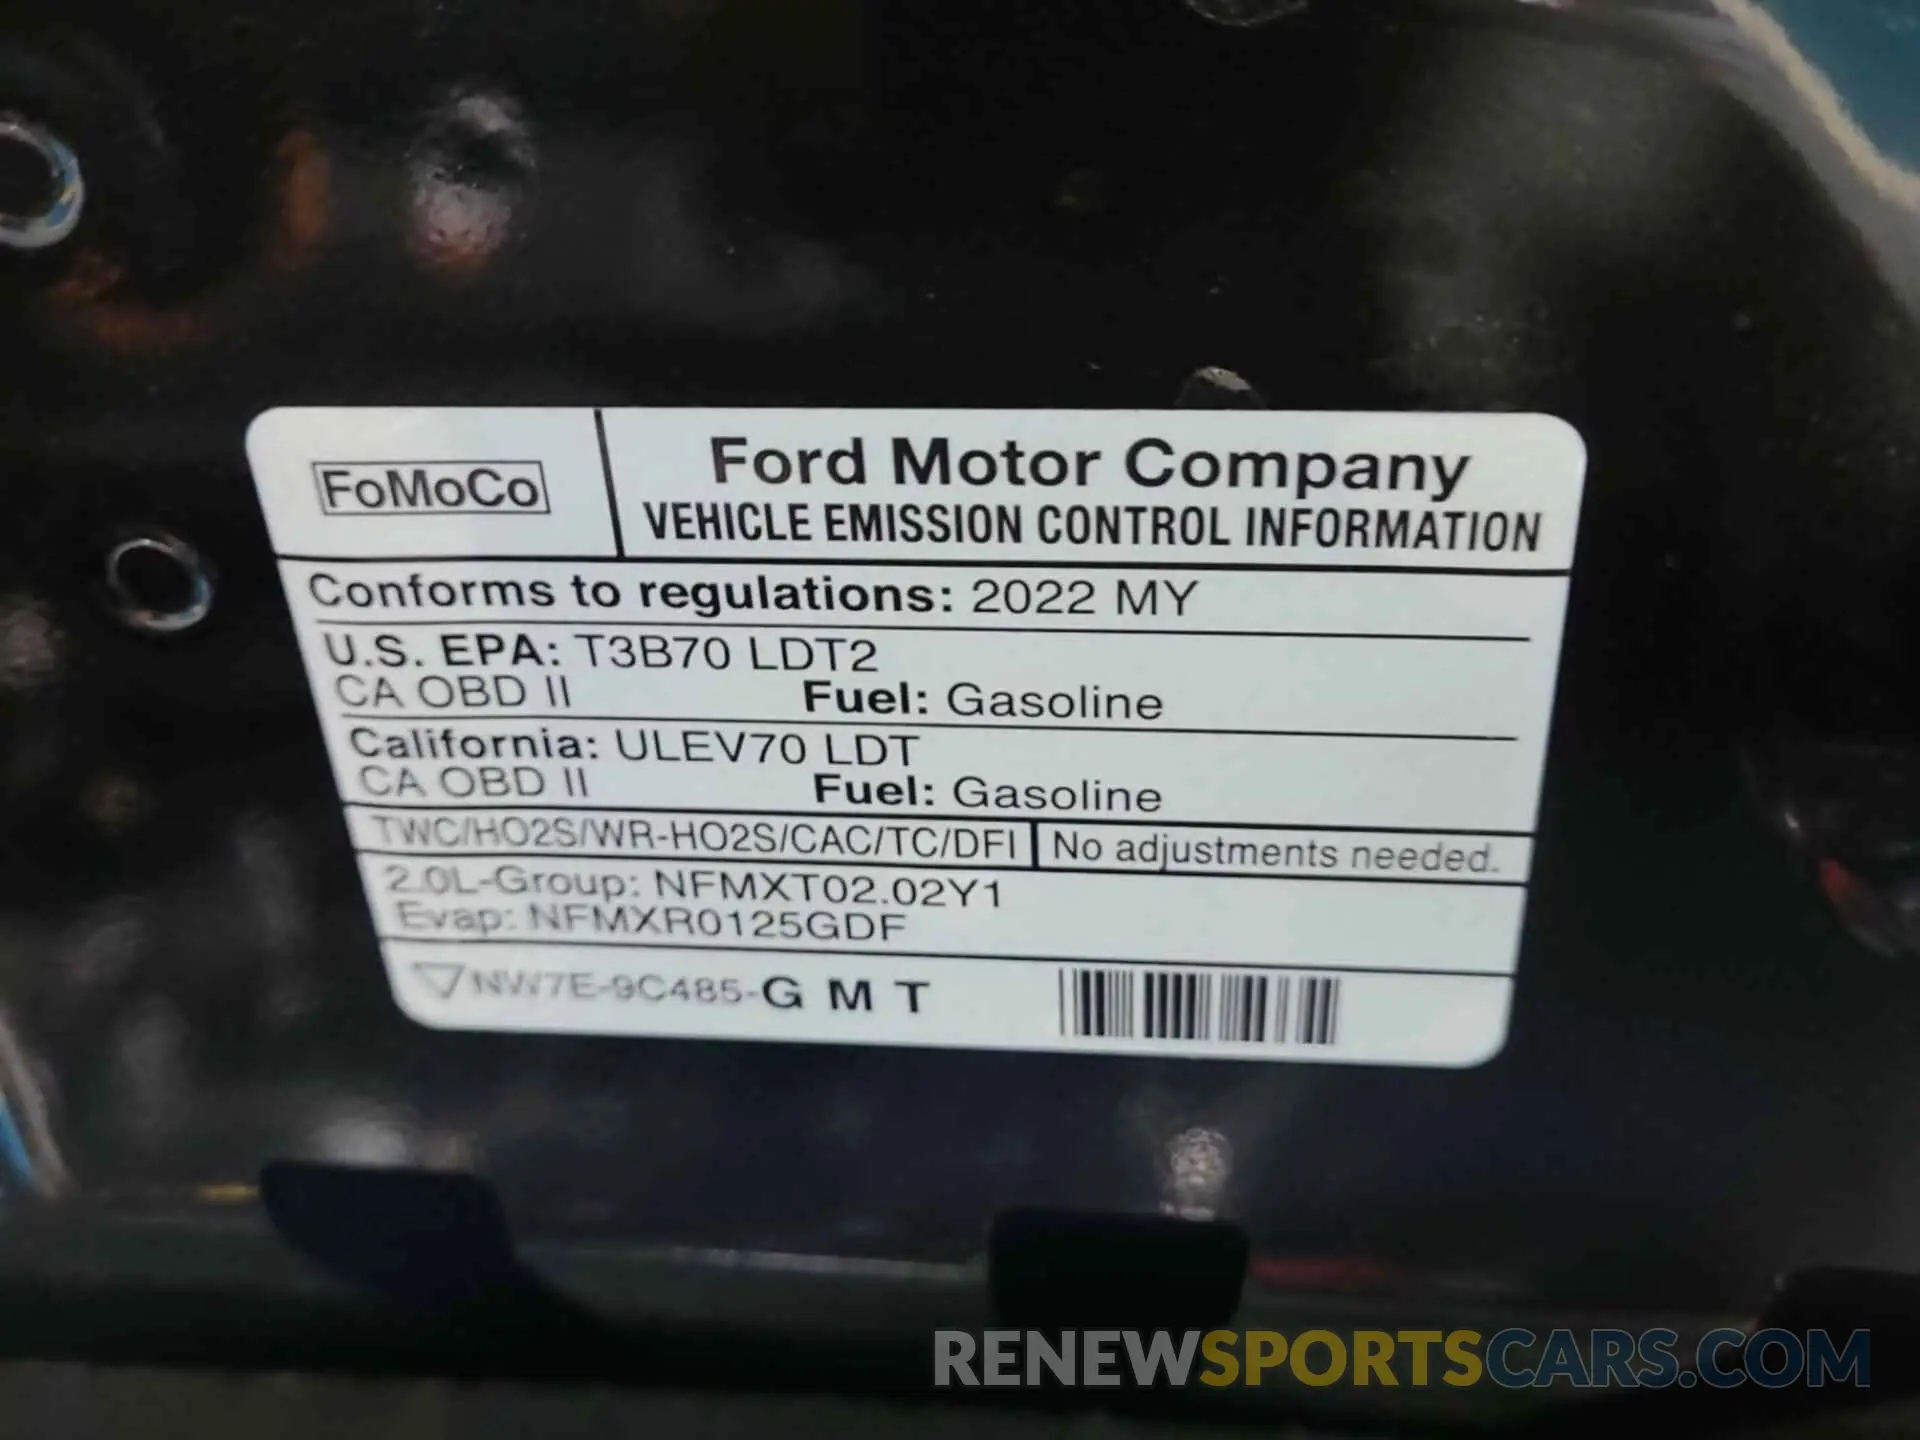 FoMoCo
Ford Motor Company
VEHICLE EMISSION CONTROL INFORMATION
Conforms to regulations: 2022 MY
U.S. EPA: T3B70 LDT2
CA OBD II Fuel: Gasoline
California: ULEV70 LDT
CA OBD II Fuel: Gasoline
TWC/HO2S/WR-HO2S/CAC/TC/DFI No adjustments needed.
2.0L-Group: NFMXT02.02Y1
Evap: NFMXR0125GDF
NW7E-9C485-G M T
RENEWSPORTSCARS.COM